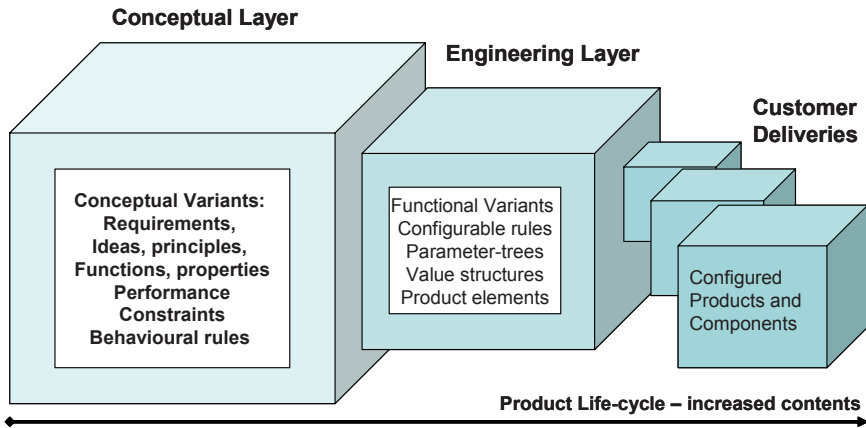 Conceptual Layer
Engineering Layer
Customer
Deliveries
Conceptual Variants:
Requirements,
Ideas, principles,
Functions, properties
Performance
Constraints
Behavioural rules
Functional Variants
Configurable rules
Parameter-trees
Value structures
Product elements
Configured
Products and
Components
Product Life-cycle – increased contents